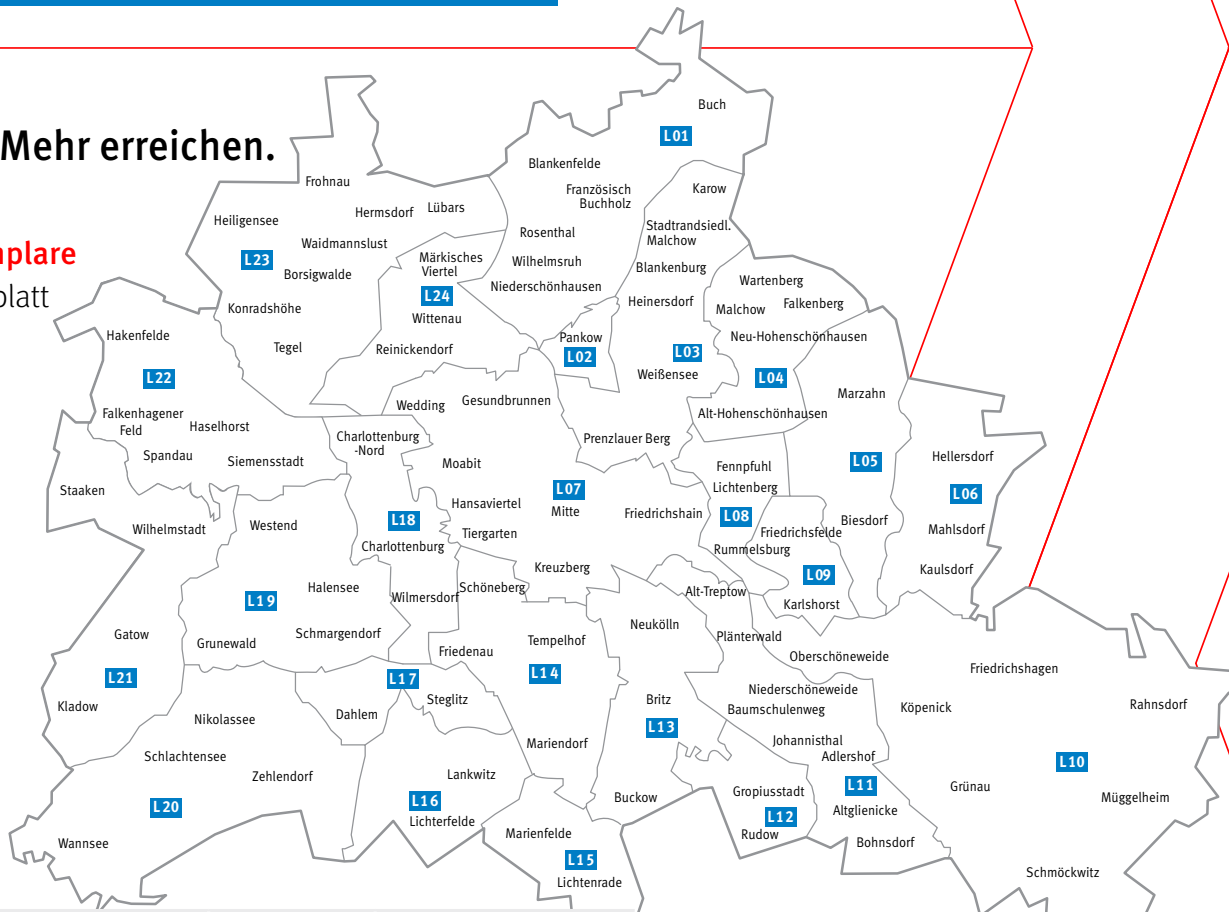 Mehr erreichen.
mplare
blatt
Buch
L01
Blankenfelde
Französisch
Buchholz
Karow
Stadtrandsiedl.
Malchow
Rosenthal
Wilhelmsruh
Niederschönhausen
Blankenburg
Heinersdorf
Frohnau
Hermsdorf
Lübars
Heiligensee
Waidmannslust
L23
Borsigwalde
Konradshöhe
Tegel
Märkisches
Viertel
L24
Wittenau
Reinickendorf
Pankow
L02
L03
Weißensee
Prenzlauer Berg
Wartenberg
Malchow
Falkenberg
Neu-Hohenschönhausen
L04
Alt-Hohenschönhausen
Marzahn
L05
Biesdorf
Hellersdorf
L06
Mahlsdorf
Kaulsdorf
Hakenfelde
L22
Falkenhagener
Feld
Haselhorst
Spandau
Siemensstadt
Staaken
Wilhelmstadt
Wedding
Gesundbrunnen
Moabit
Hansaviertel
Tiergarten
L07
Mitte
Friedrichshain
Kreuzberg
Charlottenburg
-Nord
L18
Charlottenburg
Wilmersdorf
Fennpfuhl
Lichtenberg
L08
Rummelsburg
Friedrichsfelde
L09
Karlshorst
Westend
Halensee
L19
Grunewald
Schmargendorf
Gatow
L21
Kladow
Schöneberg
Friedenau
Tempelhof
L14
Mariendorf
Neukölln
Britz
L13
Buckow
Alt-Treptow
Plänterwald
Oberschöneweide
Niederschöneweide
Baumschulenweg
Johannisthal
Adlershof
L11
Altglienicke
Bohnsdorf
Gropiusstadt
L12
Rudow
Friedrichshagen
Köpenick
Rahnsdorf
L10
Grünau
Müggelheim
Schmöckwitz
L17
Steglitz
Dahlem
Nikolassee
Schlachtensee
Zehlendorf
L20
Wannsee
Lankwitz
L16
Lichterfelde
Marienfelde
L15
Lichtenrade